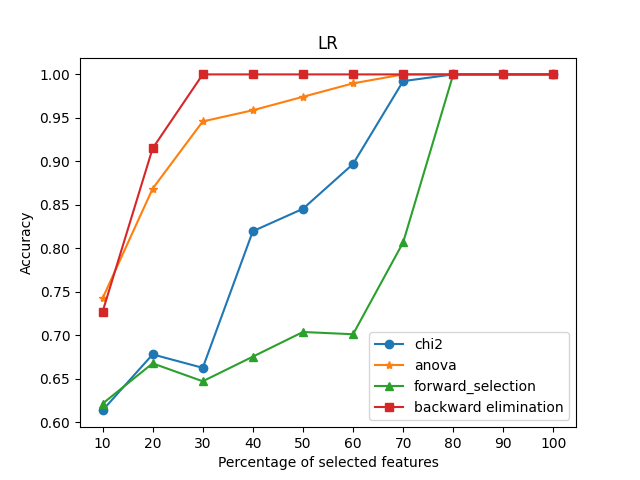 LR
Accuracy
1.00
0.95
0.90
0.85
0.80
0.75
0.70
0.65
0.60
chi2
anova
forward_selection
backward elimination
10 20 30 40 50 60 70 80 90 100
Percentage of selected features